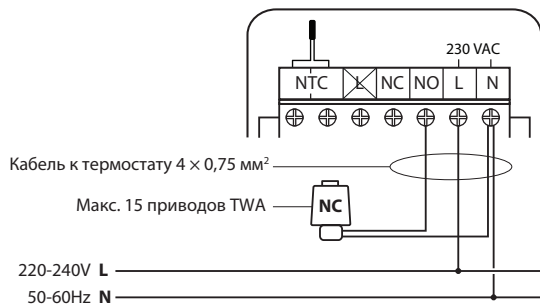 230 VAC
NTC L NC NO L N
Кабель к термостату 4 × 0,75 мм²
Макс. 15 приводов TWA
NC
220-240V L
50-60Hz N